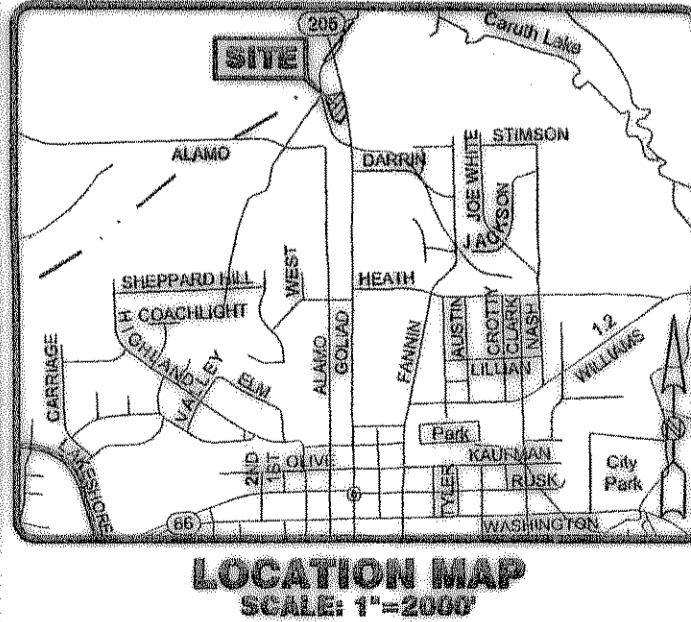 205
Caruth Lake
SITE
STIMSON
ALAMO
DARRIN
JOE WHITE
JACKSON
SHEPPARD HILL
WEST
HEATH
COACHLIGHT
HIGHLAND
CARRIAGE
VALLEY
ELM
ALAMO
GOLIAD
FANNIN
AUSTIN
CROTTY
CLARK
NASH
1.2
WILLIAMS
LILLIAN
Park
2ND
1ST
OLIVE
KAUFMAN
City
Park
LAKESHORE
TYLER
RUSK
66
WASHINGTON
N
LOCATION MAP
SCALE: 1"=2000'